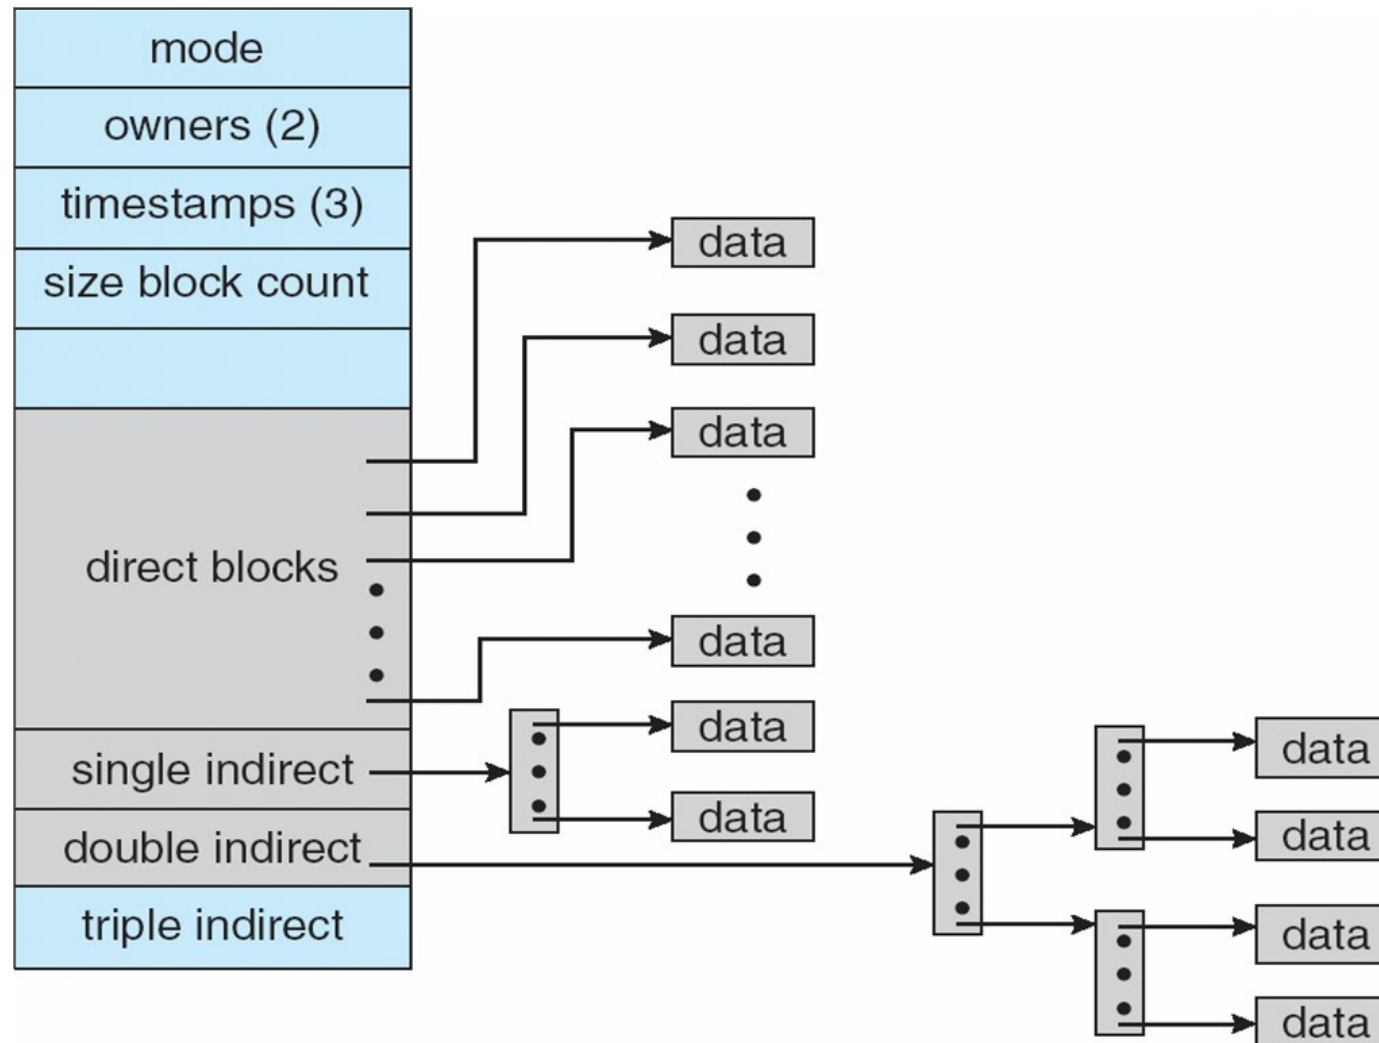 mode
owners (2)
timestamps (3)
size block count
direct blocks
single indirect
double indirect
triple indirect
data
data
data
data
data
data
data
data
data
data